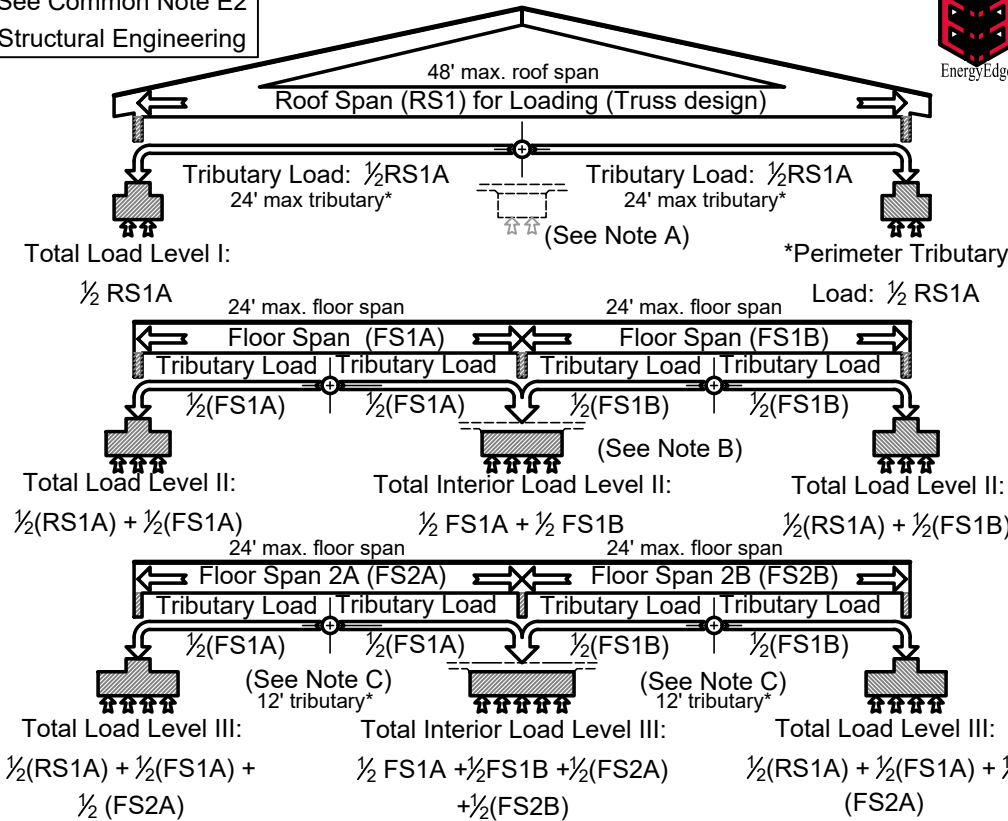 See Common Note E2
Structural Engineering
EnergyEdge
48' max. roof span
Roof Span (RS1) for Loading (Truss design)
Tributary Load: ½RS1A
24' max tributary*
Tributary Load: ½RS1A
24' max tributary*
(See Note A)
Total Load Level I:
½ RS1A
*Perimeter Tributary
Load: ½ RS1A
24' max. floor span
24' max. floor span
Floor Span (FS1A)
Floor Span (FS1B)
Tributary Load
Tributary Load
Tributary Load
Tributary Load
½(FS1A)
½(FS1A)
½(FS1B)
½(FS1B)
(See Note B)
Total Load Level II:
½(RS1A) + ½(FS1A)
Total Interior Load Level II:
½ FS1A + ½ FS1B
Total Load Level II:
½(RS1A) + ½(FS1B)
24' max. floor span
24' max. floor span
Floor Span 2A (FS2A)
Floor Span 2B (FS2B)
Tributary Load
Tributary Load
Tributary Load
Tributary Load
½(FS1A)
½(FS1A)
½(FS1B)
½(FS1B)
(See Note C)
12' tributary*
(See Note C)
12' tributary*
Total Load Level III:
½(RS1A) + ½(FS1A) +
½ (FS2A)
Total Interior Load Level III:
½ FS1A +½FS1B +½(FS2A)
+½(FS2B)
Total Load Level III:
½(RS1A) + ½(FS1A) +
(FS2A)